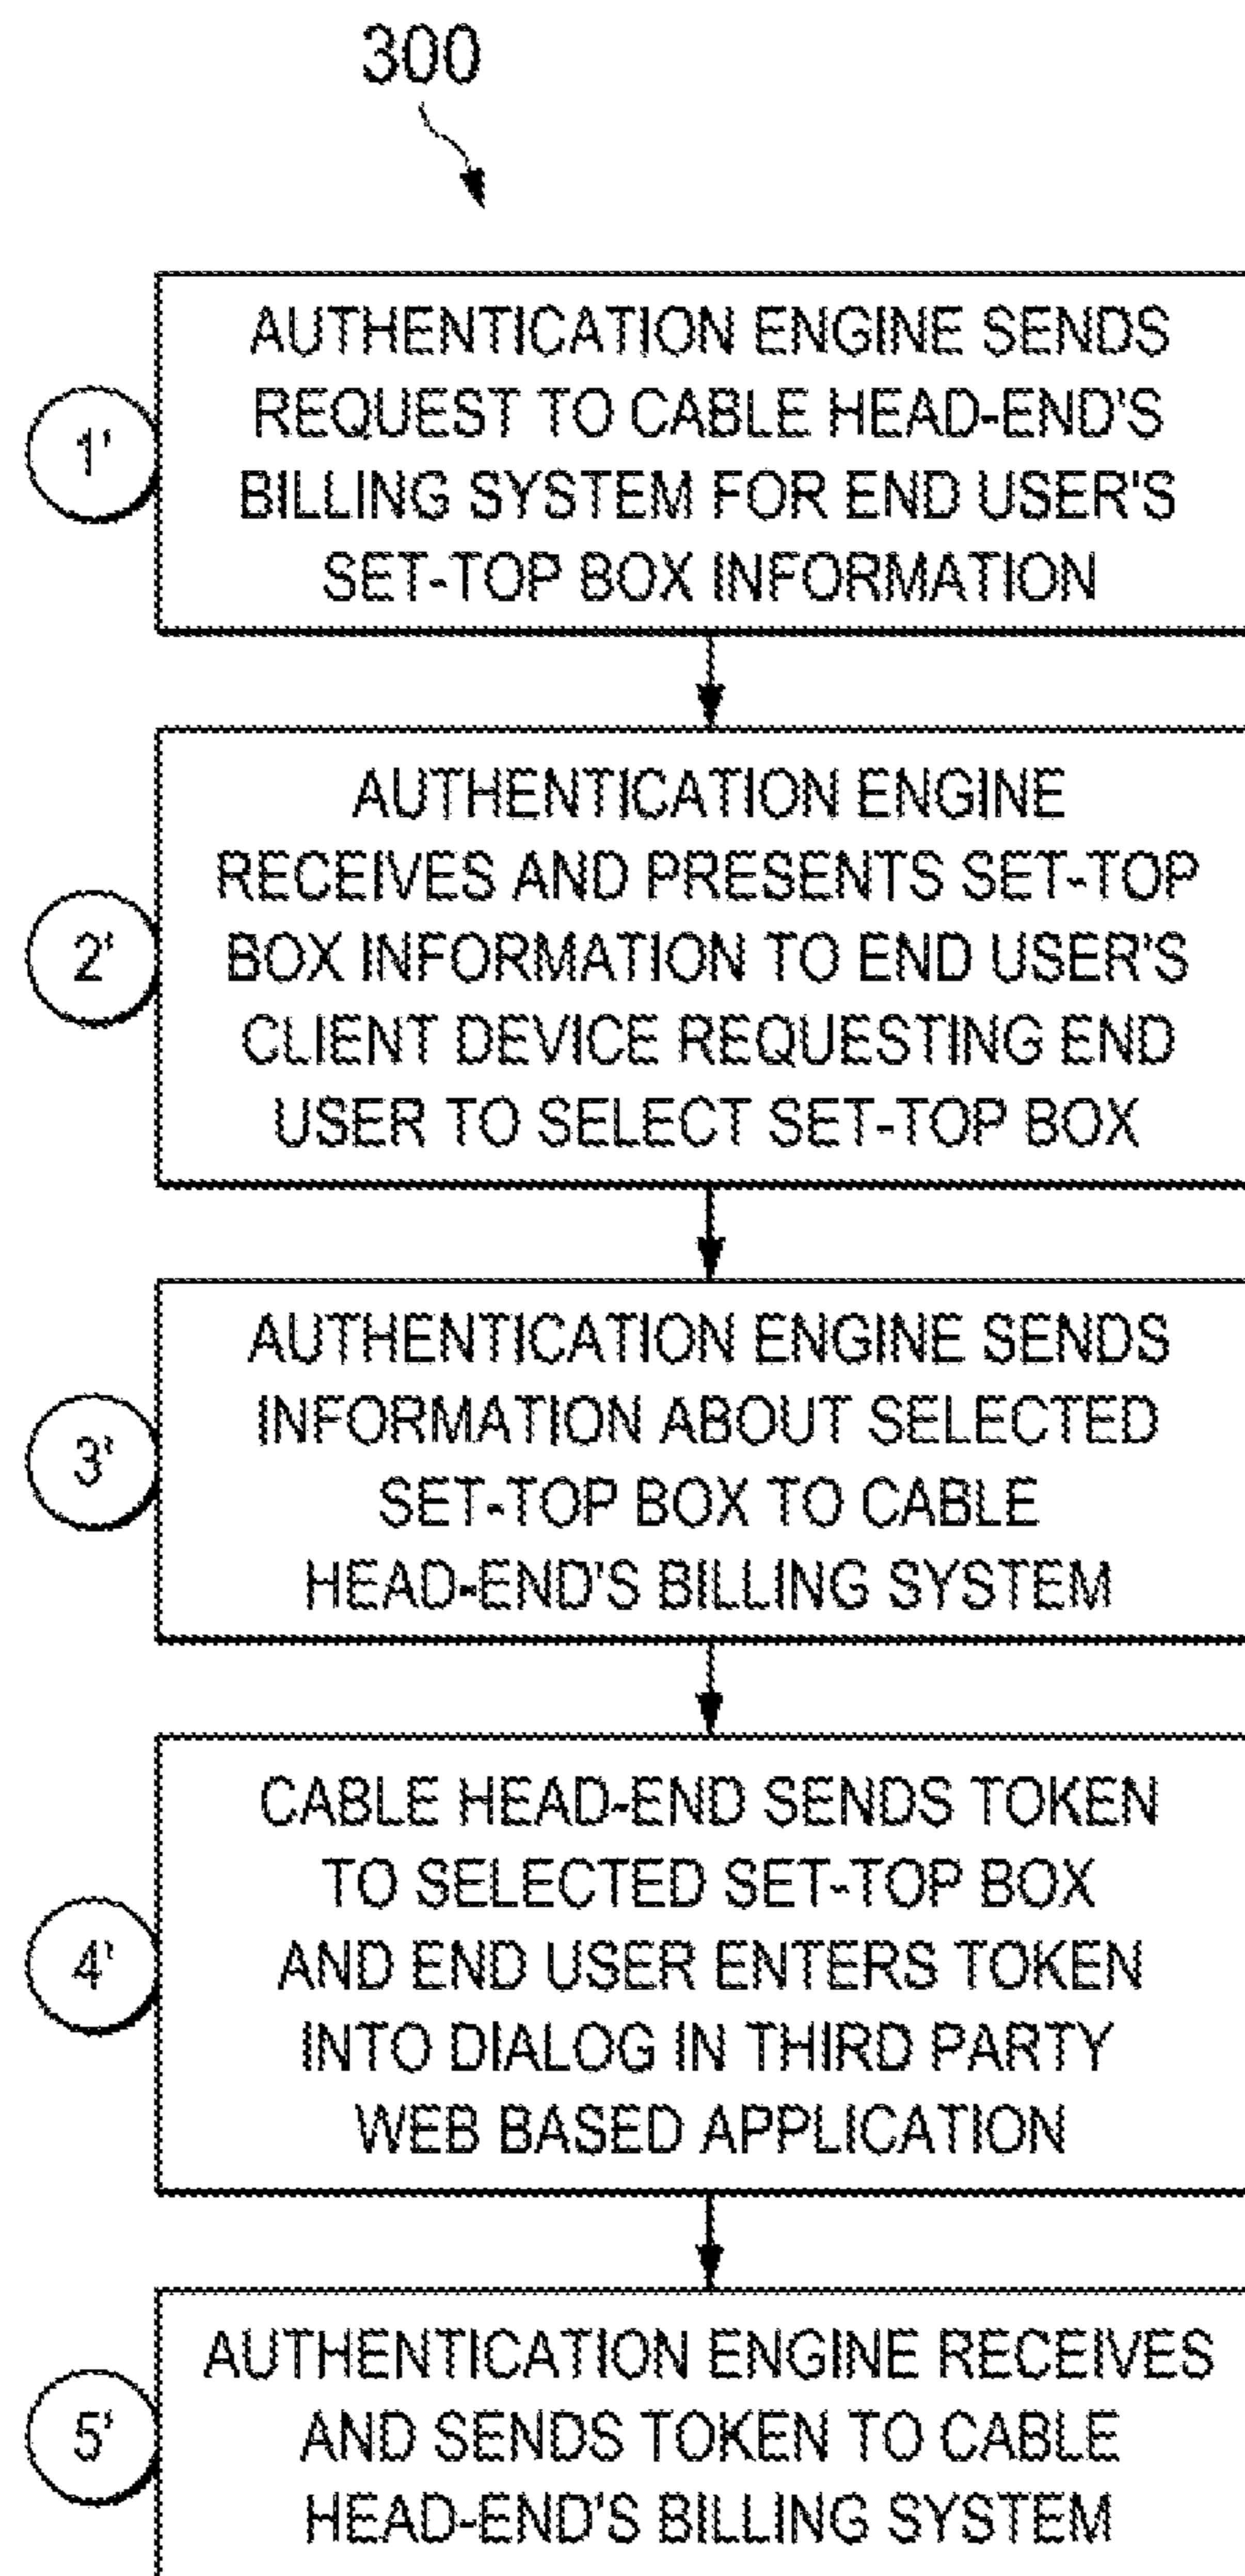 300
AUTHENTICATION ENGINE SENDS
REQUEST TO CABLE HEAD-END'S
BILLING SYSTEM FOR END USER'S
SET-TOP BOX INFORMATION
1'
AUTHENTICATION ENGINE
RECEIVES AND PRESENTS SET-TOP
BOX INFORMATION TO END USER'S
CLIENT DEVICE REQUESTING END
USER TO SELECT SET-TOP BOX
2'
AUTHENTICATION ENGINE SENDS
INFORMATION ABOUT SELECTED
SET-TOP BOX TO CABLE
HEAD-END'S BILLING SYSTEM
3'
CABLE HEAD-END SENDS TOKEN
TO SELECTED SET-TOP BOX
AND END USER ENTERS TOKEN
INTO DIALOG IN THIRD PARTY
WEB BASED APPLICATION
4'
AUTHENTICATION ENGINE RECEIVES
AND SENDS TOKEN TO CABLE
HEAD-END'S BILLING SYSTEM
5'